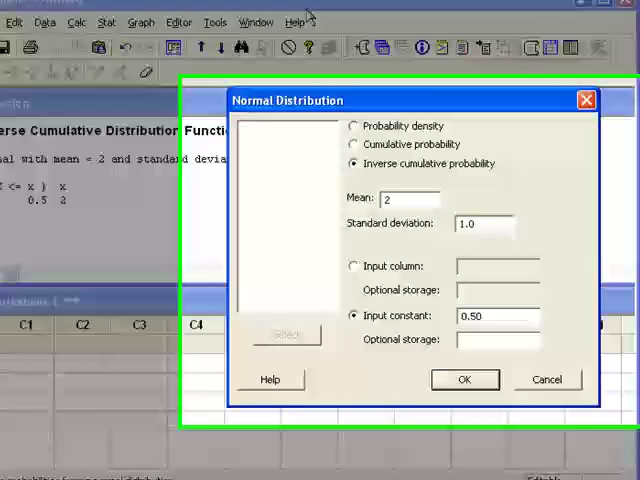 Edit Data Calc Stat Graph Editor Tools Window Help
Normal Distribution
erse Cumulative Distribution Functi
al with mean = 2 and standard devia
<= x ) x
0.5 2
Probability density
Cumulative probability
Inverse cumulative probability
Mean: 2
Standard deviation: 1.0
Input column:
Optional storage:
Input constant: 0.50
Optional storage:
Select
Help OK Cancel
C1 C2 C3 C4